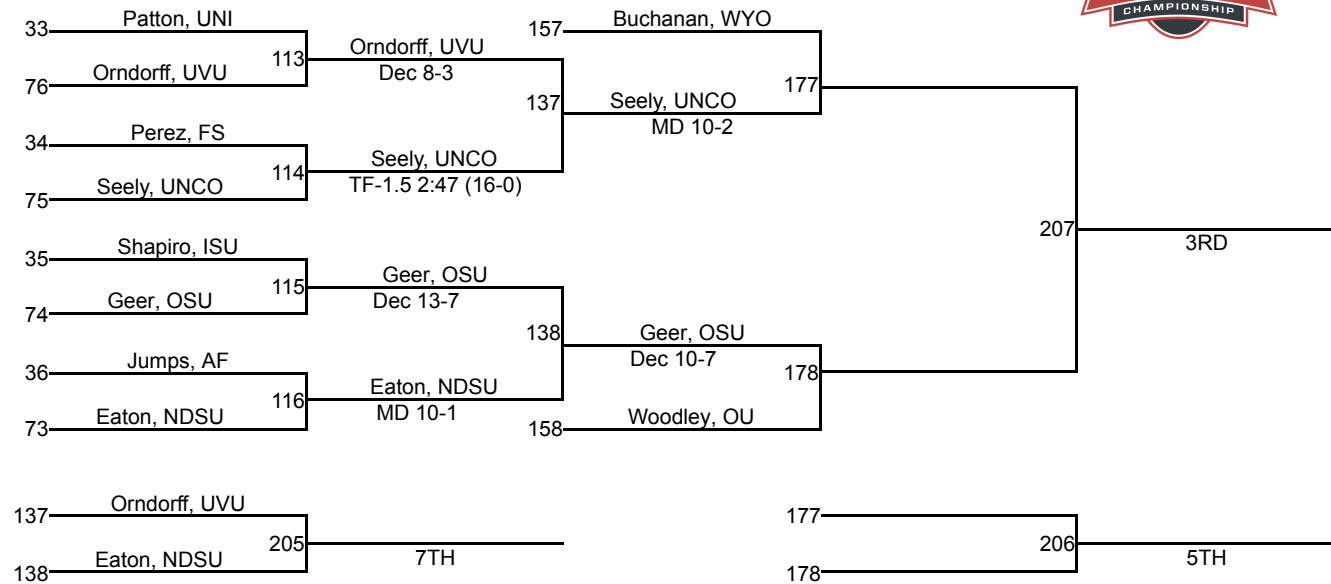 CHAMPIONSHIP
33 Patton, UNI
113
76 Orndorff, UVU
Orndorff, UVU
Dec 8-3
137
34 Perez, FS
114
75 Seely, UNCO
Seely, UNCO
TF-1.5 2:47 (16-0)
157 Buchanan, WYO
177
Seely, UNCO
MD 10-2
35 Shapiro, ISU
115
74 Geer, OSU
Geer, OSU
Dec 13-7
138
36 Jumps, AF
116
73 Eaton, NDSU
Eaton, NDSU
MD 10-1
Geer, OSU
Dec 10-7
178
158 Woodley, OU
207
3RD
137 Orndorff, UVU
205
138 Eaton, NDSU
7TH
177
206
178
5TH